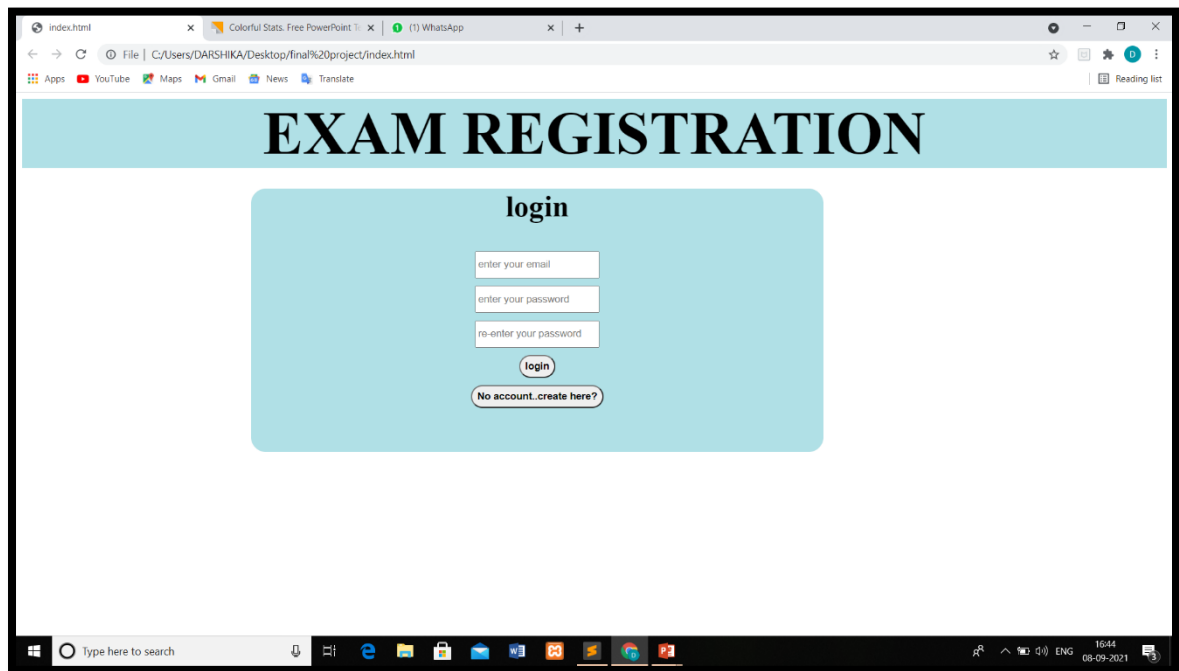 index.html
Colorful Stats. Free PowerPoint Te
(1) WhatsApp
File | C:/Users/DARSHIKA/Desktop/final%20project/index.html
D
Apps YouTube Maps Gmail News Translate
Reading list
EXAM REGISTRATION
login
enter your email
enter your password
re-enter your password
login
No account..create here?
Type here to search
ENG
16:44
08-09-2021
3